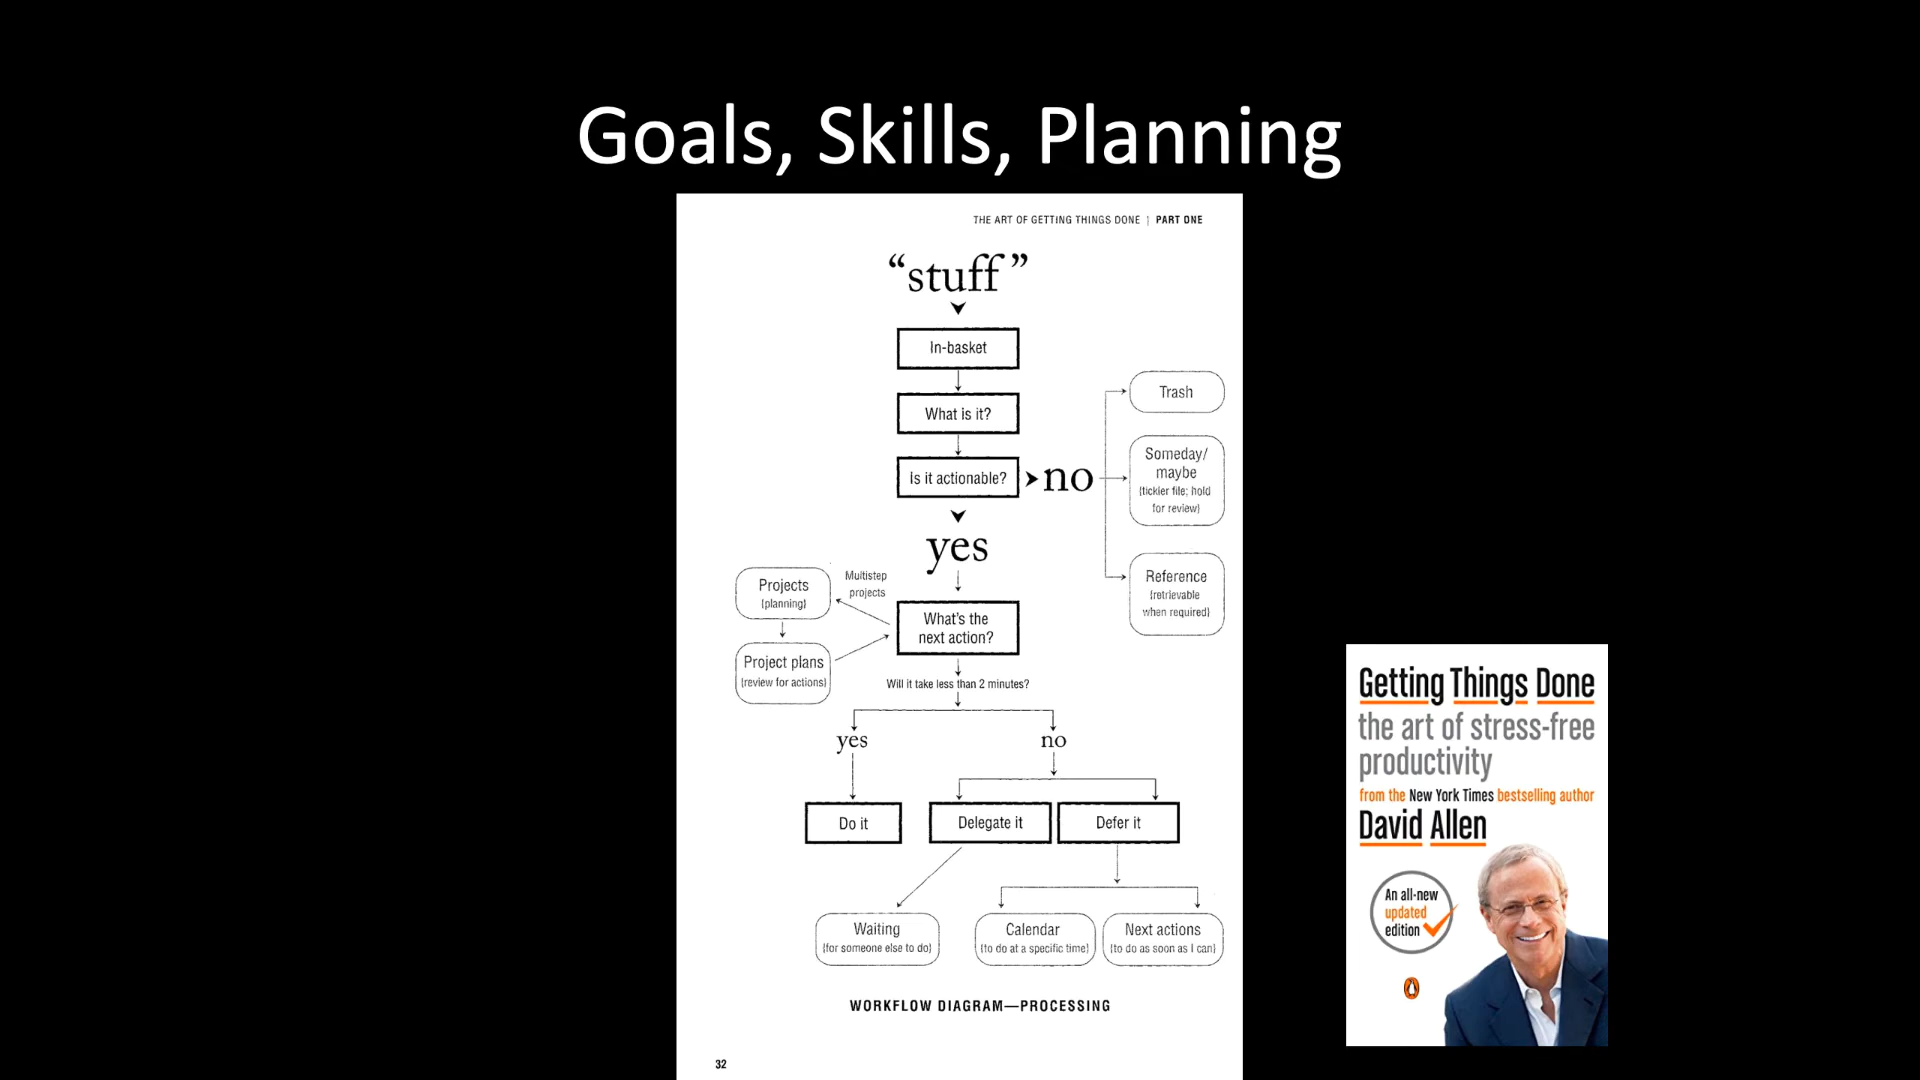 Goals, Skills, Planning
THE ART OF GETTING THINGS DONE | PART ONE
“stuff”
In-basket
What is it?
Is it actionable?
no
Trash
Someday/
maybe
(tickler file; hold
for review)
Reference
(retrievable
when required)
yes
Multistep
projects
Projects
(planning)
Project plans
(review for actions)
What's the
next action?
Will it take less than 2 minutes?
yes
no
Do it
Delegate it
Defer it
Waiting
(for someone else to do)
Calendar
(to do at a specific time)
Next actions
(to do as soon as I can)
WORKFLOW DIAGRAM—PROCESSING
32
Getting Things Done
the art of stress-free
productivity
from the New York Times bestselling author
David Allen
An all-new
updated
edition